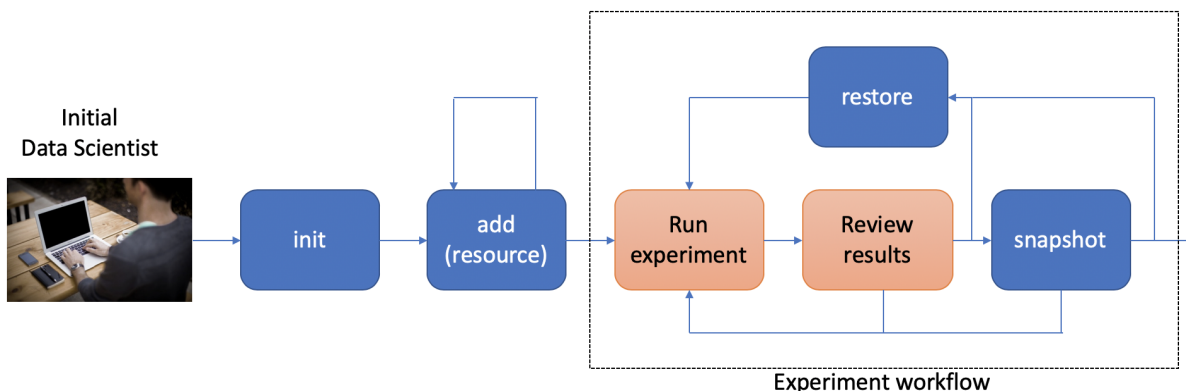 Initial
Data Scientist
init
add
(resource)
restore
Run
experiment
Review
results
snapshot
Experiment workflow